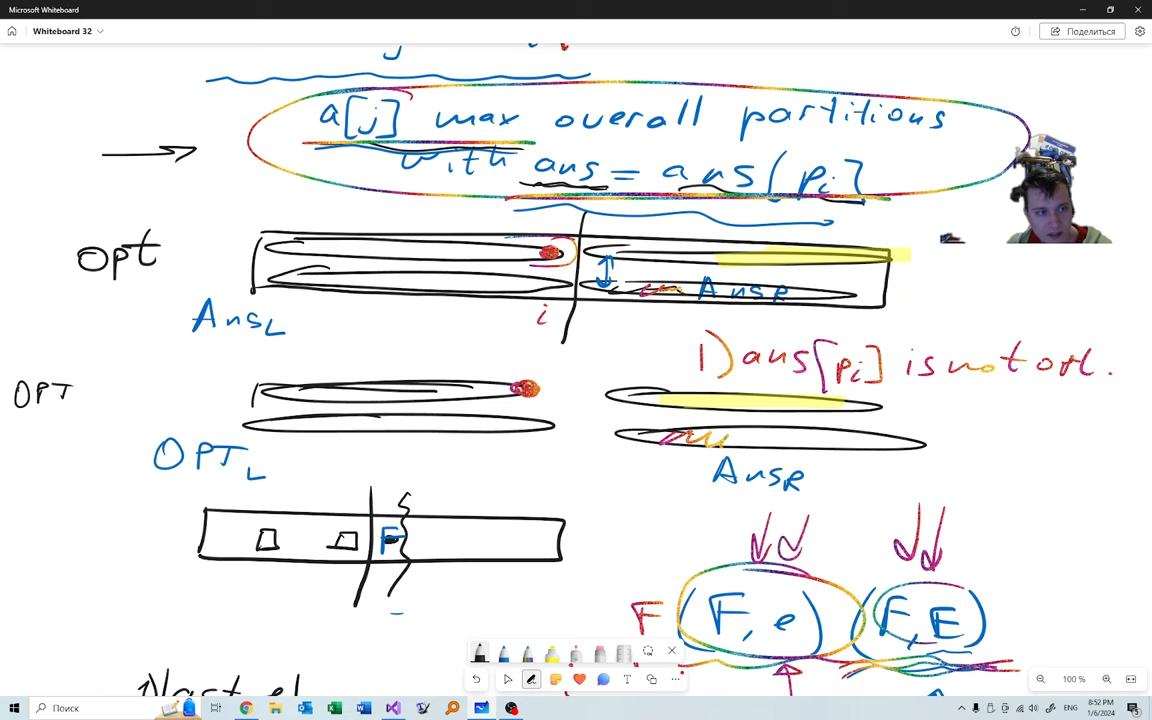 Microsoft Whiteboard
Whiteboard 32
Поделиться
a[j] max overall partitions
with ans = ans[pi]
Opt
AnsR
AnsL
i
1) ans[pi] is not opt.
OPT
OPTL
AnsR
F
F (F, e) (F, E)
100 %
Поиск
ENG
8:52 PM
1/6/2024